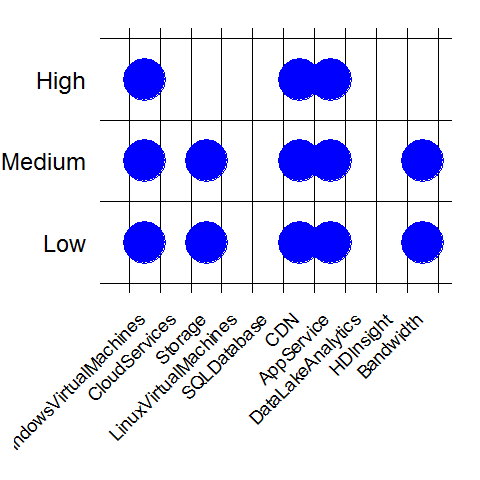 High
Medium
Low
ndowsVirtualMachines
CloudServices
Storage
LinuxVirtualMachines
SQLDatabase
CDN
AppService
DataLakeAnalytics
HDInsight
Bandwidth